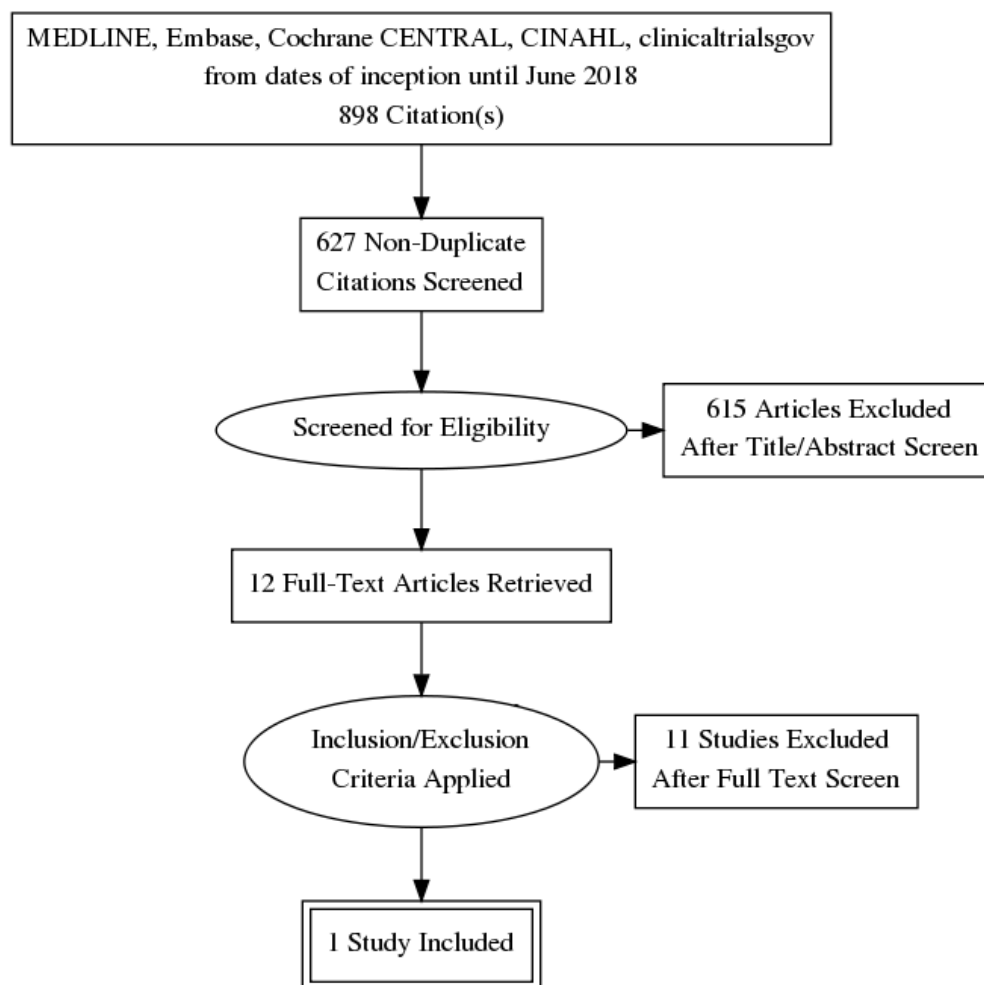 MEDLINE, Embase, Cochrane CENTRAL, CINAHL, clinicaltrialsgov
from dates of inception until June 2018
898 Citation(s)
627 Non-Duplicate
Citations Screened
Screened for Eligibility
615 Articles Excluded
After Title/Abstract Screen
12 Full-Text Articles Retrieved
Inclusion/Exclusion
Criteria Applied
11 Studies Excluded
After Full Text Screen
1 Study Included